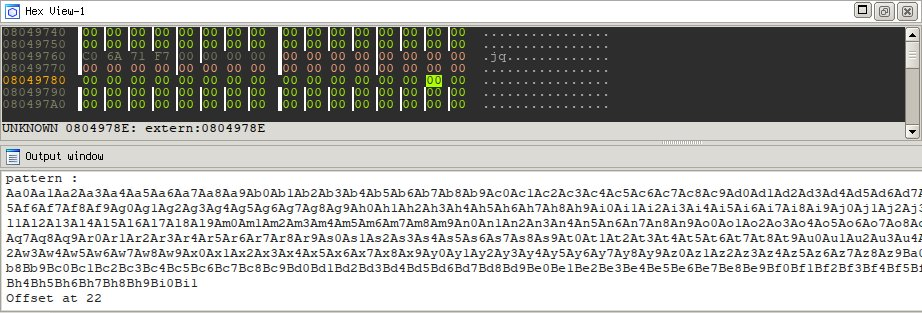 Hex View-1
08049740 00 00 00 00 00 00 00 00 00 00 00 00 00 00 00 00 ................
08049750 00 00 00 00 00 00 00 00 00 00 00 00 00 00 00 00 ................
08049760 C0 6A 71 F7 00 00 00 00 00 00 00 00 00 00 00 00 .jq.............
08049770 00 00 00 00 00 00 00 00 00 00 00 00 00 00 00 00 ................
08049780 00 00 00 00 00 00 00 00 00 00 00 00 00 00 00 00 ................
08049790 00 00 00 00 00 00 00 00 00 00 00 00 00 00 00 00 ................
080497A0 00 00 00 00 00 00 00 00 00 00 00 00 00 00 00 00 ................
UNKNOWN 0804978E: extern:0804978E
Output window
pattern :
Aa0Aa1Aa2Aa3Aa4Aa5Aa6Aa7Aa8Aa9Ab0Ab1Ab2Ab3Ab4Ab5Ab6Ab7Ab8Ab9Ac0Ac1Ac2Ac3Ac4Ac5Ac6Ac7Ac8Ac9Ad0Ad1Ad2Ad3Ad4Ad5Ad6Ad7A
5Af6Af7Af8Af9Ag0Ag1Ag2Ag3Ag4Ag5Ag6Ag7Ag8Ag9Ah0Ah1Ah2Ah3Ah4Ah5Ah6Ah7Ah8Ah9Ai0Ai1Ai2Ai3Ai4Ai5Ai6Ai7Ai8Ai9Aj0Aj1Aj2Aj3
l1Al2Al3Al4Al5Al6Al7Al8Al9Am0Am1Am2Am3Am4Am5Am6Am7Am8Am9An0An1An2An3An4An5An6An7An8An9Ao0Ao1Ao2Ao3Ao4Ao5Ao6Ao7Ao8Ao
Aq7Aq8Aq9Ar0Ar1Ar2Ar3Ar4Ar5Ar6Ar7Ar8Ar9As0As1As2As3As4As5As6As7As8As9At0At1At2At3At4At5At6At7At8At9Au0Au1Au2Au3Au4A
2Aw3Aw4Aw5Aw6Aw7Aw8Aw9Ax0Ax1Ax2Ax3Ax4Ax5Ax6Ax7Ax8Ax9Ay0Ay1Ay2Ay3Ay4Ay5Ay6Ay7Ay8Ay9Az0Az1Az2Az3Az4Az5Az6Az7Az8Az9Ba0
b8Bb9Bc0Bc1Bc2Bc3Bc4Bc5Bc6Bc7Bc8Bc9Bd0Bd1Bd2Bd3Bd4Bd5Bd6Bd7Bd8Bd9Be0Be1Be2Be3Be4Be5Be6Be7Be8Be9Bf0Bf1Bf2Bf3Bf4Bf5Bf
Bh4Bh5Bh6Bh7Bh8Bh9Bi0Bi1
Offset at 22